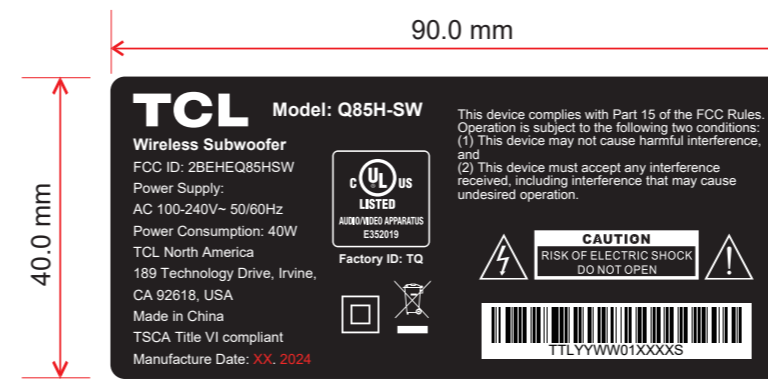 90.0 mm
40.0 mm
TCL
Model: Q85H-SW
Wireless Subwoofer
FCC ID: 2BEHEQ85HSW
Power Supply:
AC 100-240V~ 50/60Hz
Power Consumption: 40W
TCL North America
189 Technology Drive, Irvine,
CA 92618, USA
Made in China
TSCA Title VI compliant
Manufacture Date: XX. 2024
C UL US
LISTED
AUDIO/VIDEO APPARATUS
E352019
Factory ID: TQ
This device complies with Part 15 of the FCC Rules.
Operation is subject to the following two conditions:
(1) This device may not cause harmful interference,
and
(2) This device must accept any interference
received, including interference that may cause
undesired operation.
CAUTION
RISK OF ELECTRIC SHOCK
DO NOT OPEN
TTLYYWW01XXXXS